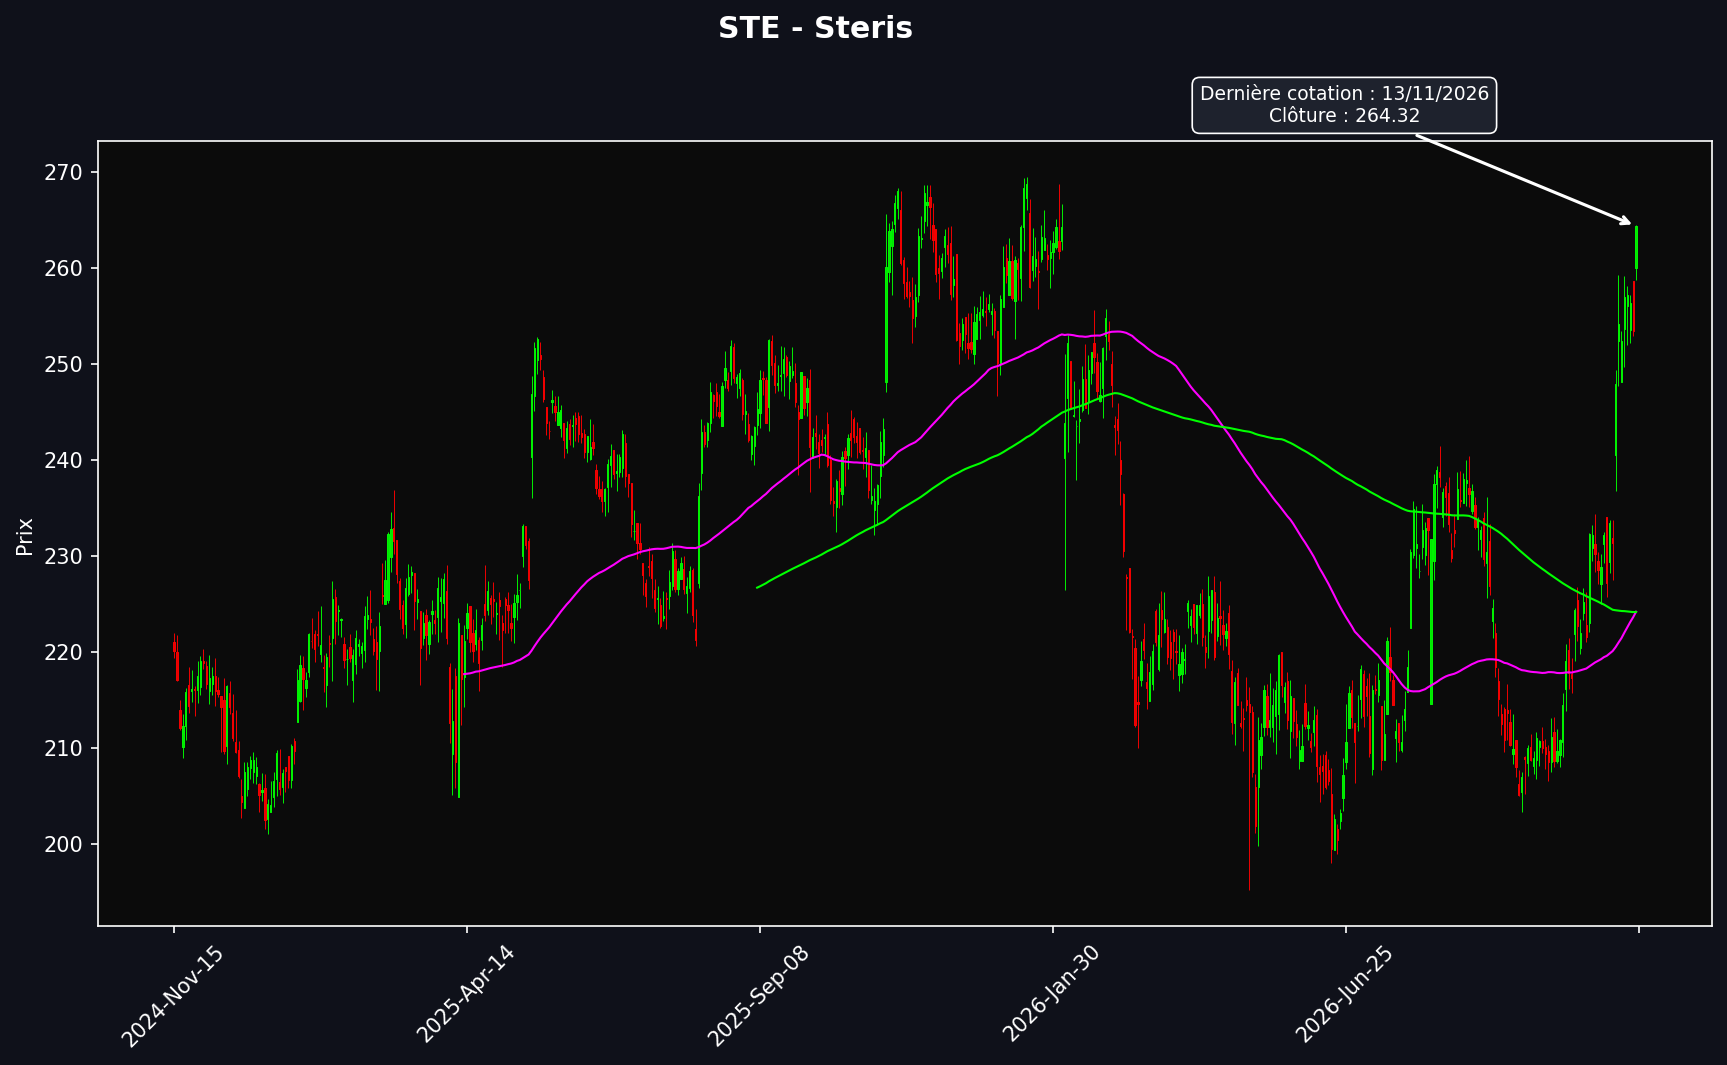 STE - Steris
Dernière cotation : 13/11/2026
Clôture : 264.32
Prix
270
260
250
240
230
220
210
200
2024-Nov-15
2025-Apr-14
2025-Sep-08
2026-Jan-30
2026-Jun-25